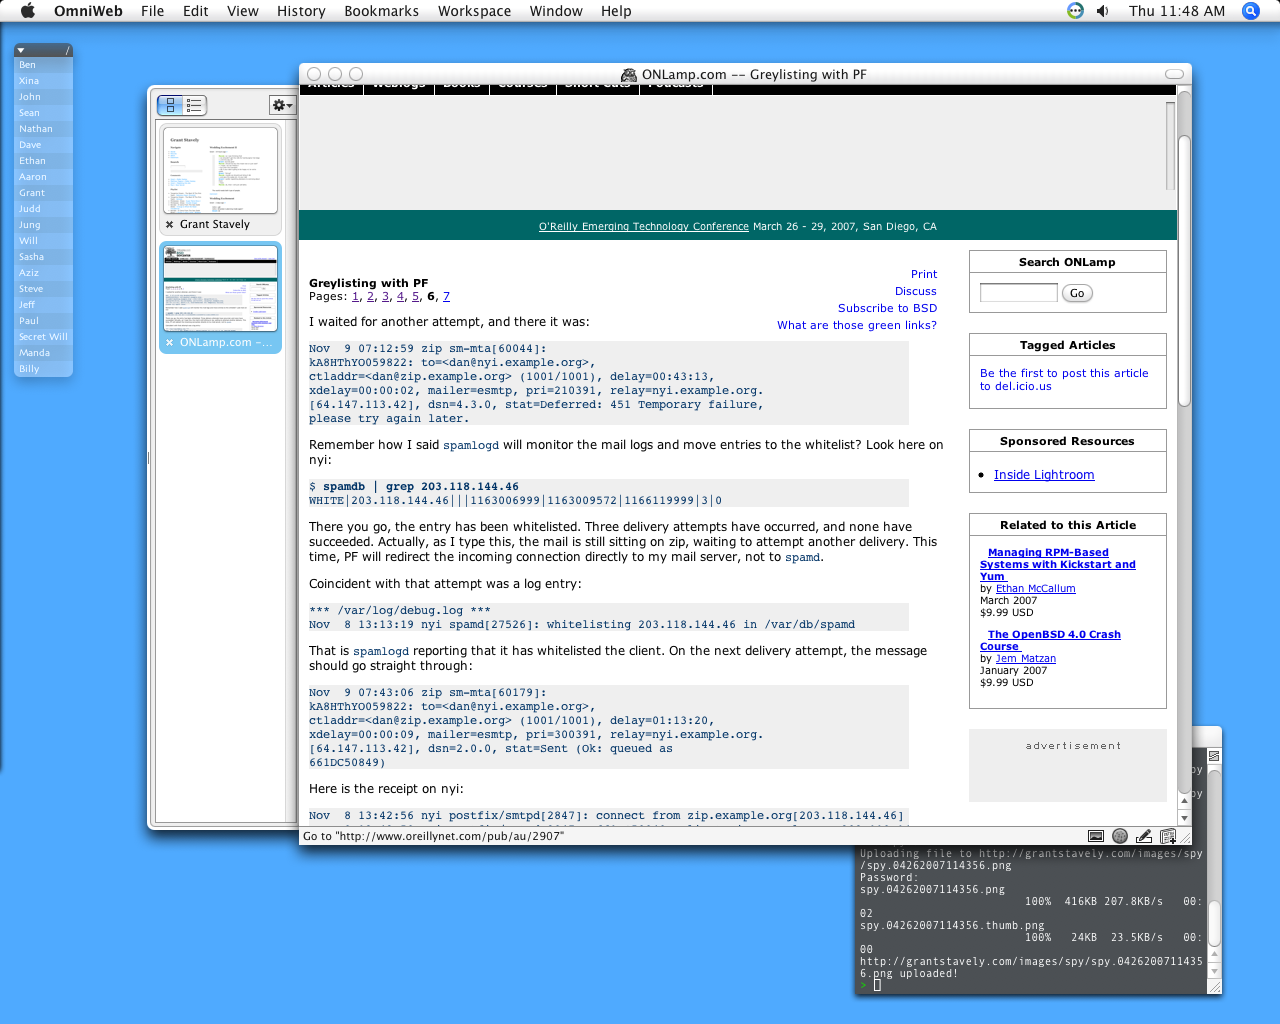 OmniWeb File Edit View History Bookmarks Workspace Window Help
Thu 11:48 AM
/
Ben
Xina
John
Sean
Nathan
Dave
Ethan
Aaron
Grant
Judd
Jung
Will
Sasha
Aziz
Steve
Jeff
Paul
Secret Will
Manda
Billy
Grant Stavely
Grant Stavely
ONLamp.com -...
ONLamp.com -- Greylisting with PF
Articles Weblogs Books Courses Short Cuts Podcasts
O'Reilly Emerging Technology Conference March 26 - 29, 2007, San Diego, CA
Print
Discuss
Subscribe to BSD
What are those green links?
Greylisting with PF
Pages: 1, 2, 3, 4, 5, 6, 7
I waited for another attempt, and there it was:
Nov  9 07:12:59 zip sm-mta[60044]:
kA8HThYO059822: to=<dan@nyi.example.org>,
ctladdr=<dan@zip.example.org> (1001/1001), delay=00:43:13,
xdelay=00:00:02, mailer=esmtp, pri=210391, relay=nyi.example.org.
[64.147.113.42], dsn=4.3.0, stat=Deferred: 451 Temporary failure,
please try again later.
Remember how I said spamlogd will monitor the mail logs and move entries to the whitelist? Look here on
nyi:
$ spamdb | grep 203.118.144.46
WHITE|203.118.144.46|||1163006999|1163009572|1166119999|3|0
There you go, the entry has been whitelisted. Three delivery attempts have occurred, and none have
succeeded. Actually, as I type this, the mail is still sitting on zip, waiting to attempt another delivery. This
time, PF will redirect the incoming connection directly to my mail server, not to spamd.
Coincident with that attempt was a log entry:
*** /var/log/debug.log ***
Nov  8 13:13:19 nyi spamd[27526]: whitelisting 203.118.144.46 in /var/db/spamd
That is spamlogd reporting that it has whitelisted the client. On the next delivery attempt, the message
should go straight through:
Nov  9 07:43:06 zip sm-mta[60179]:
kA8HThYO059822: to=<dan@nyi.example.org>,
ctladdr=<dan@zip.example.org> (1001/1001), delay=01:13:20,
xdelay=00:00:09, mailer=esmtp, pri=300391, relay=nyi.example.org.
[64.147.113.42], dsn=2.0.0, stat=Sent (Ok: queued as
661DC50849)
Here is the receipt on nyi:
Nov  8 13:42:56 nyi postfix/smtpd[2847]: connect from zip.example.org[203.118.144.46]
Go to "http://www.oreillynet.com/pub/au/2907"
Search ONLamp
Go
Tagged Articles
Be the first to post this article
to del.icio.us
Sponsored Resources
• Inside Lightroom
Related to this Article
Managing RPM-Based
Systems with Kickstart and
Yum
by Ethan McCallum
March 2007
$9.99 USD
The OpenBSD 4.0 Crash
Course
by Jem Matzan
January 2007
$9.99 USD
advertisement
py
py
Uploading file to http://grantstavely.com/images/spy
/spy.04262007114356.png
Password:
spy.04262007114356.png
100%  416KB 207.8KB/s   00:
02
spy.04262007114356.thumb.png
100%   24KB  23.5KB/s   00:
00
http://grantstavely.com/images/spy/spy.0426200711435
6.png uploaded!
>